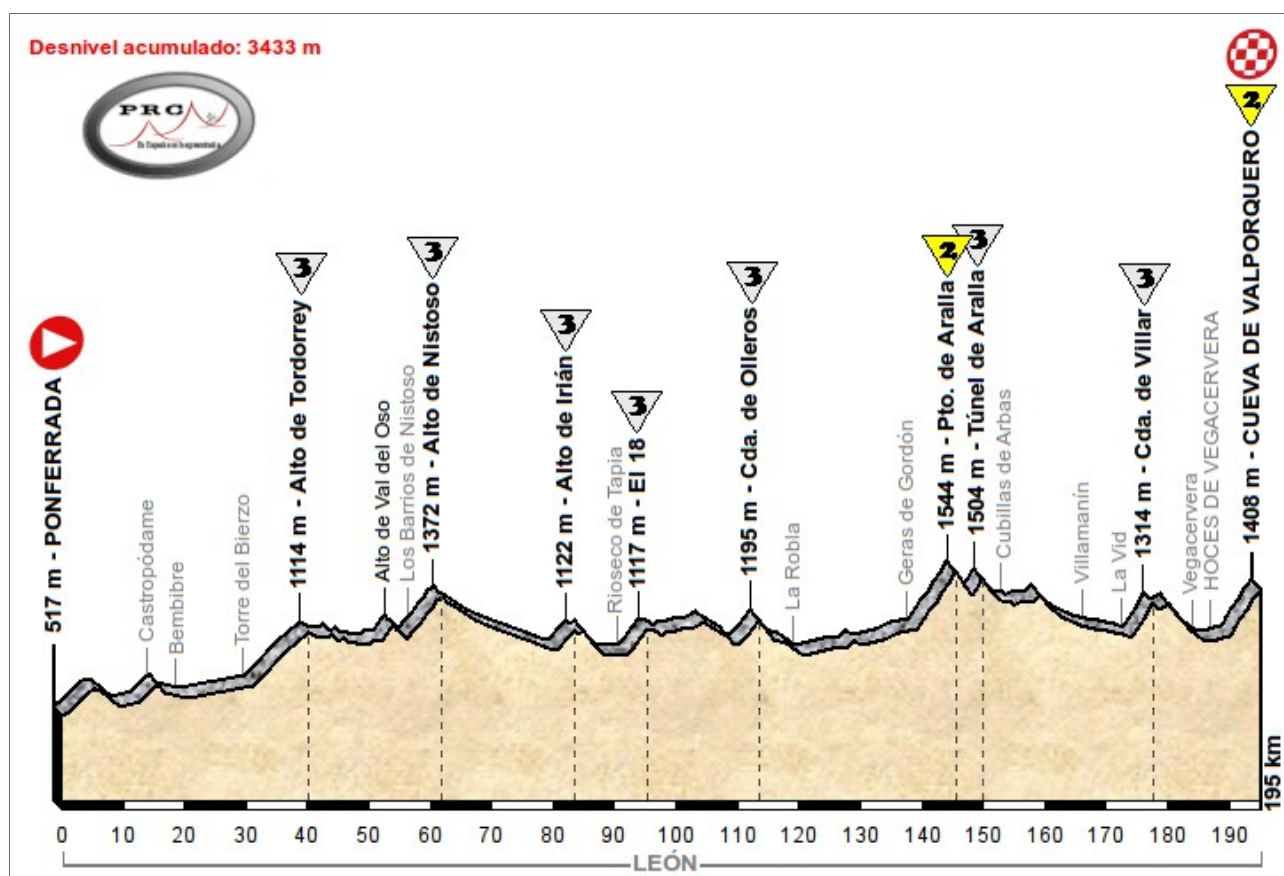 Desnivel acumulado: 3433 m
PRC
517 m - PONFERRADA
Castropódame
Bembibre
Torre del Bierzo
3
1114 m - Alto de Tordorrey
Alto de Val del Oso
Los Barrios de Nistoso
3
1372 m - Alto de Nistoso
3
1122 m - Alto de Irián
Rioseco de Tapia
3
1117 m - El 18
3
1195 m - Cda. de Olleros
La Robla
Geras de Gordón
2
1544 m - Pto. de Aralla
3
1504 m - Túnel de Aralla
Cubillas de Arbas
Villamanín
La Vid
3
1314 m - Cda. de Villar
Vegacervera
HOCES DE VEGACERVERA
2
1408 m - CUEVA DE VALPORQUERO
195 km
0 10 20 30 40 50 60 70 80 90 100 110 120 130 140 150 160 170 180 190
LEÓN